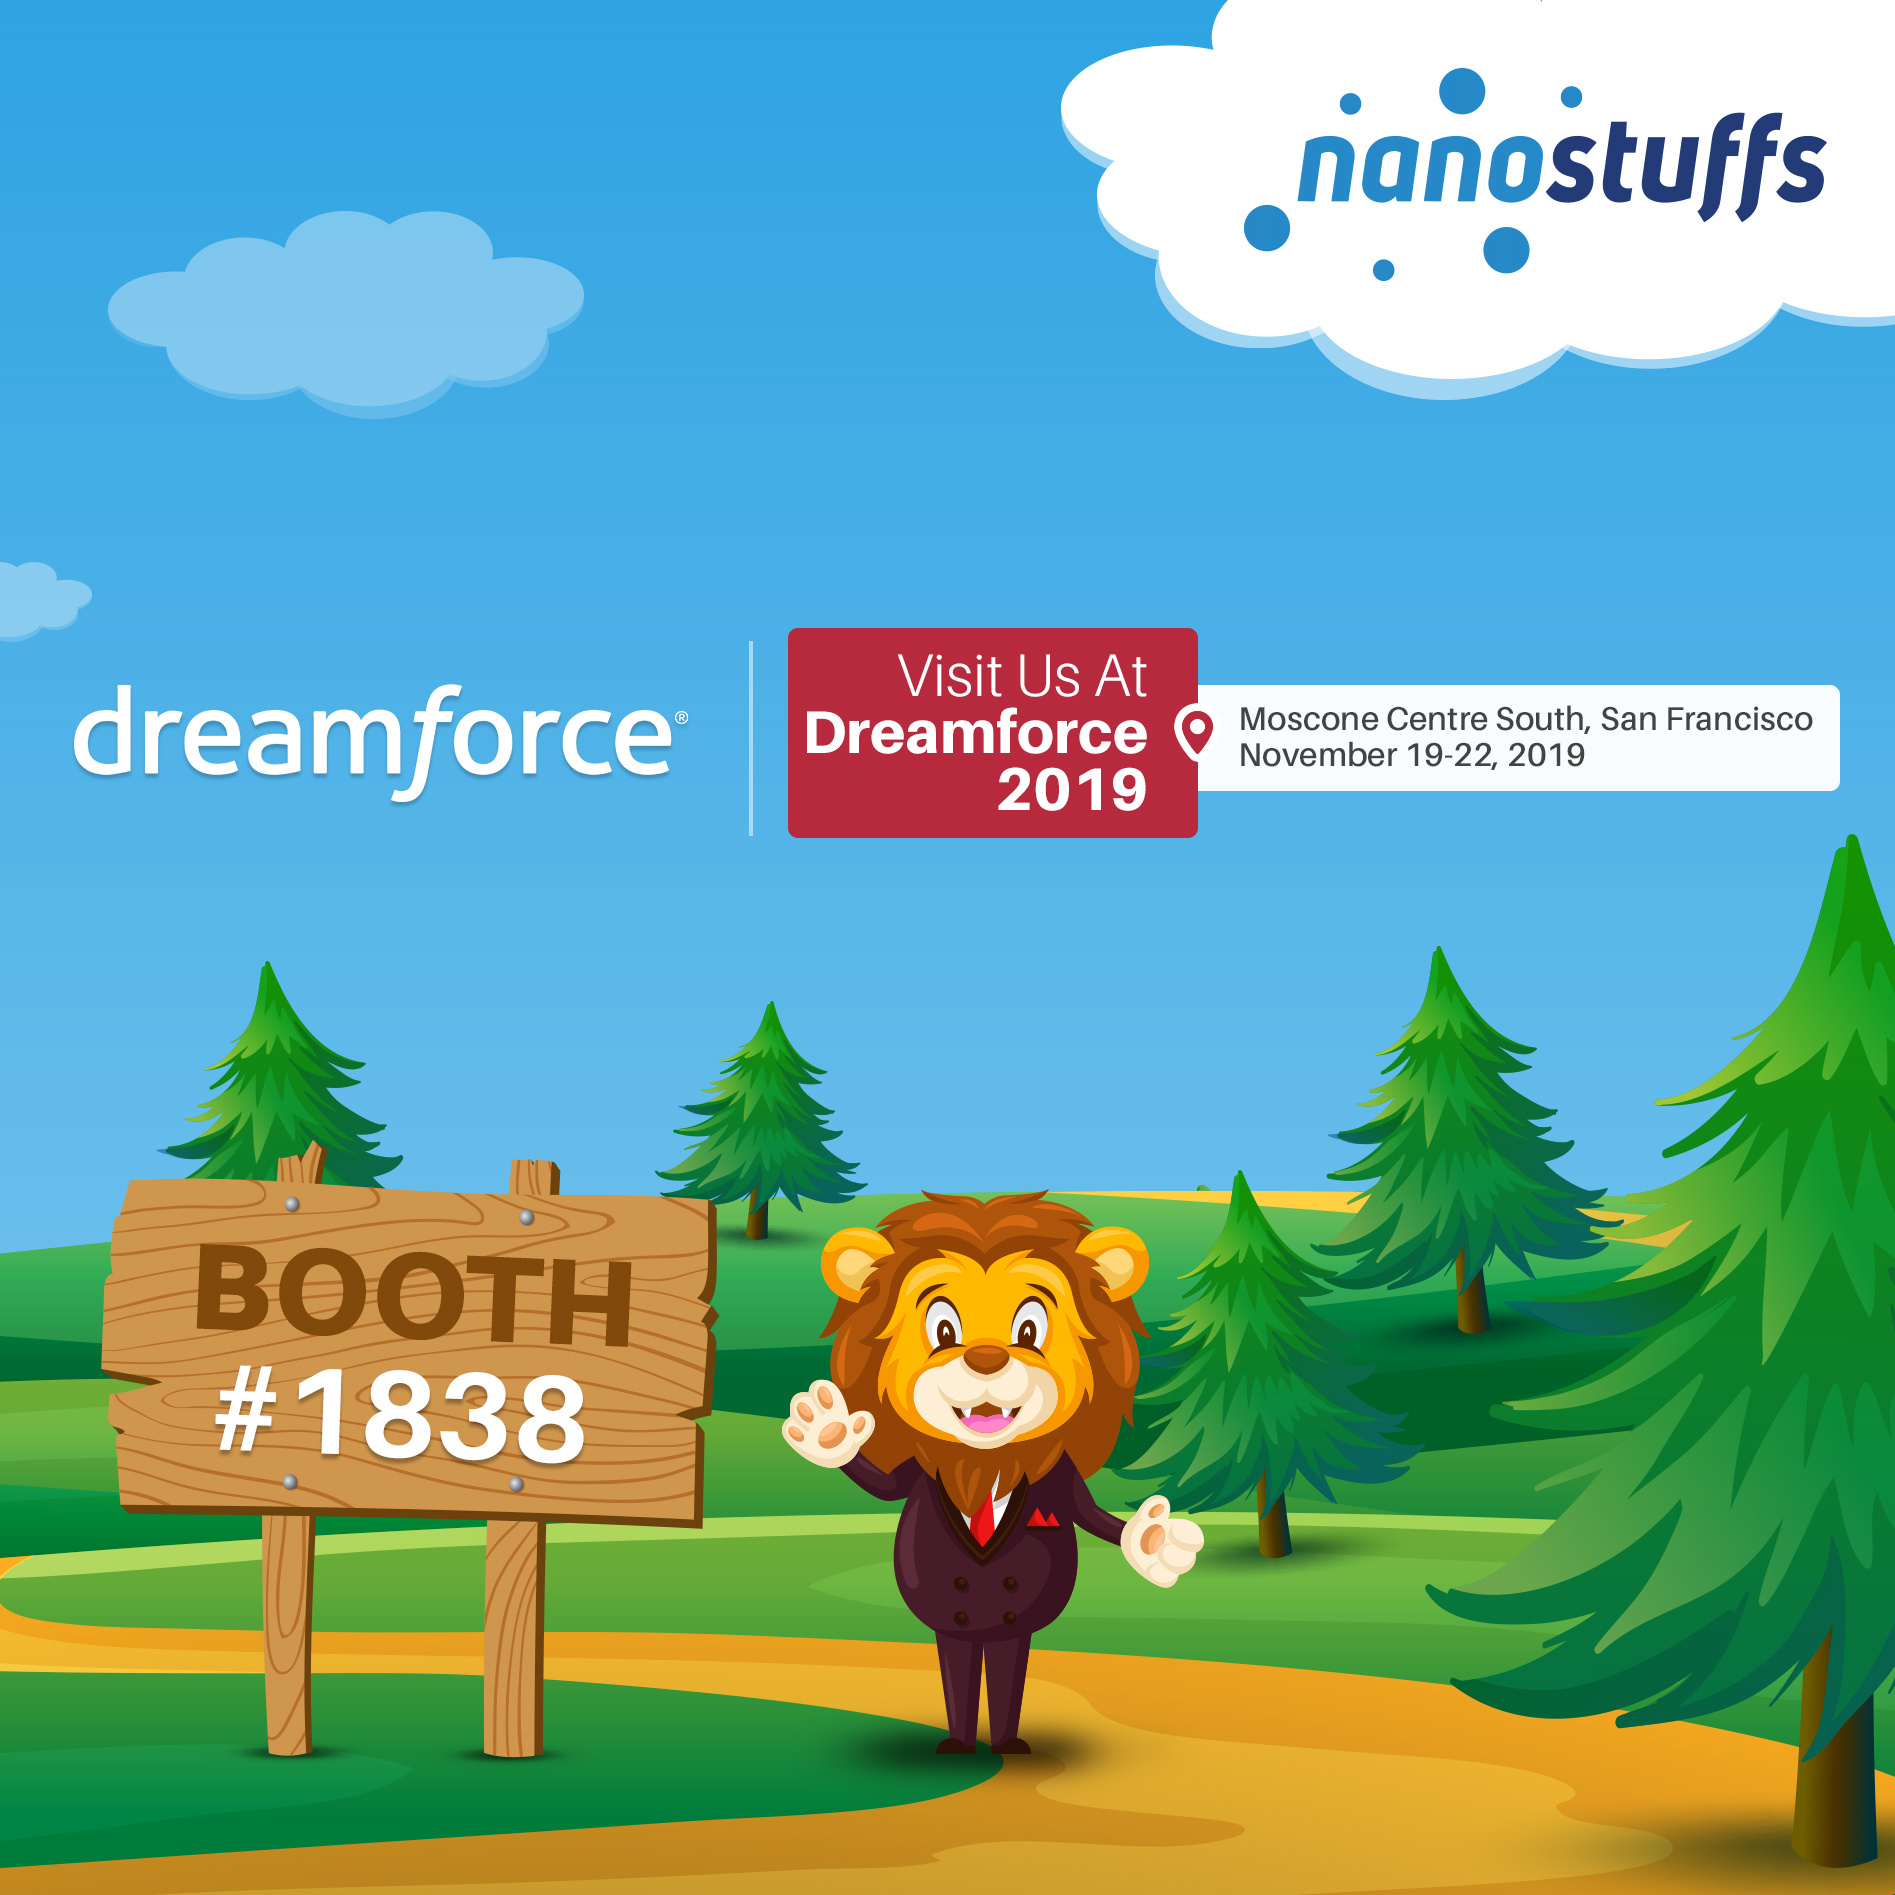 nanostuffs
dreamforce®
Visit Us At
Dreamforce
2019
Moscone Centre South, San Francisco
November 19-22, 2019
BOOTH
#1838